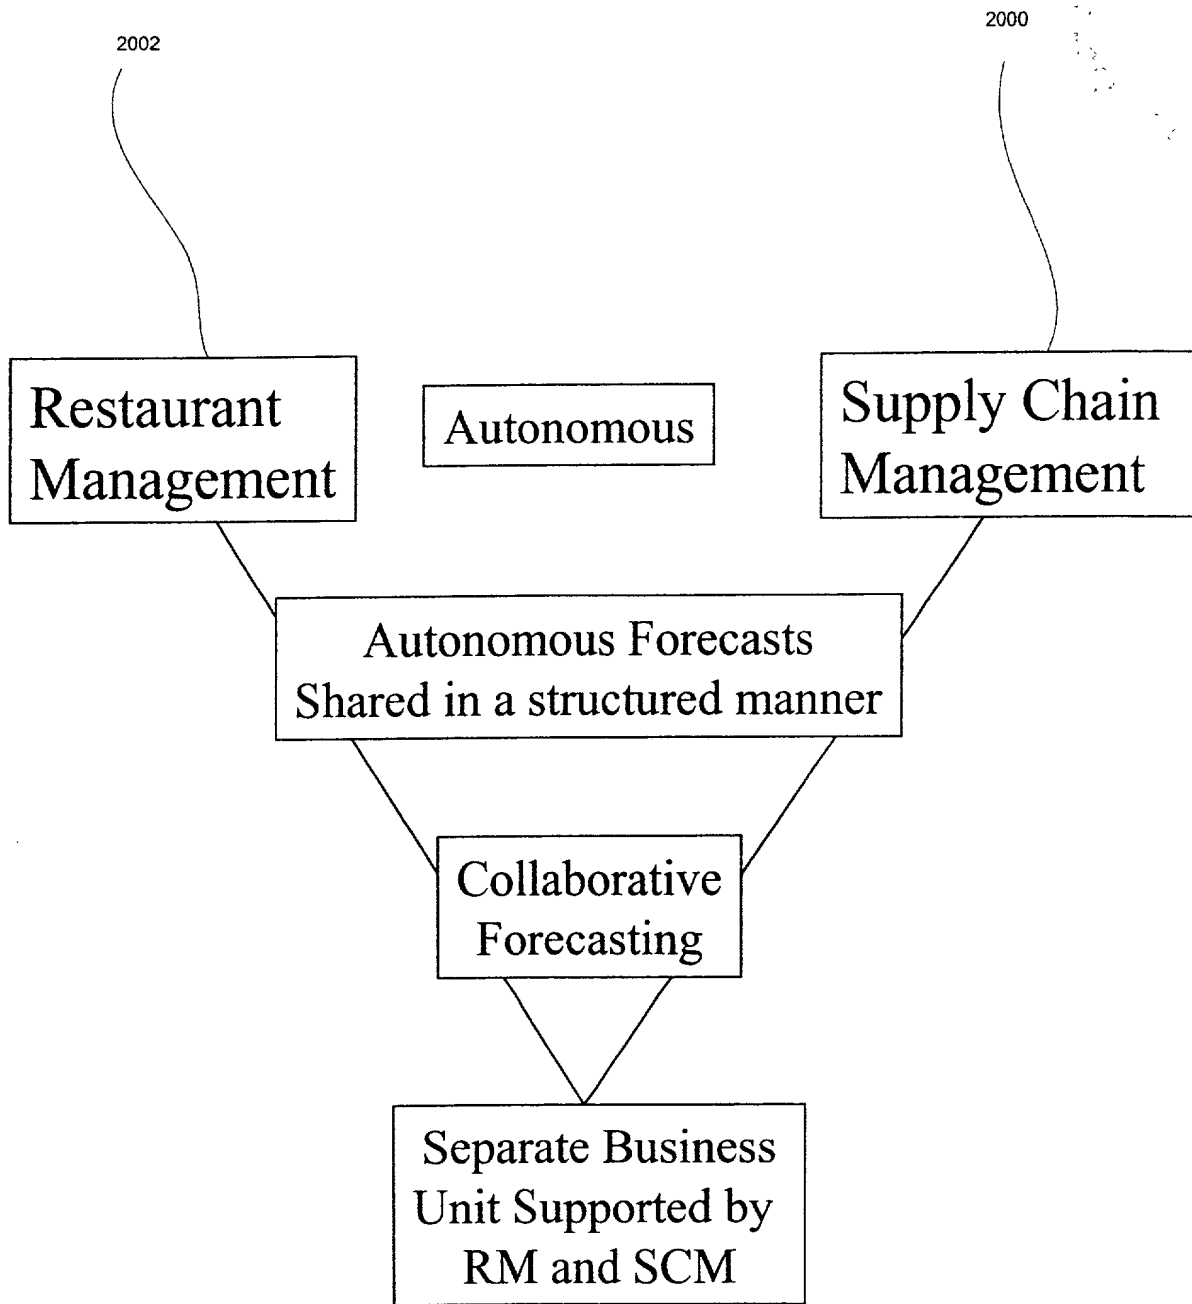 2002
2000
Restaurant
Management
Autonomous
Supply Chain
Management
Autonomous Forecasts
Shared in a structured manner
Collaborative
Forecasting
Separate Business
Unit Supported by
RM and SCM